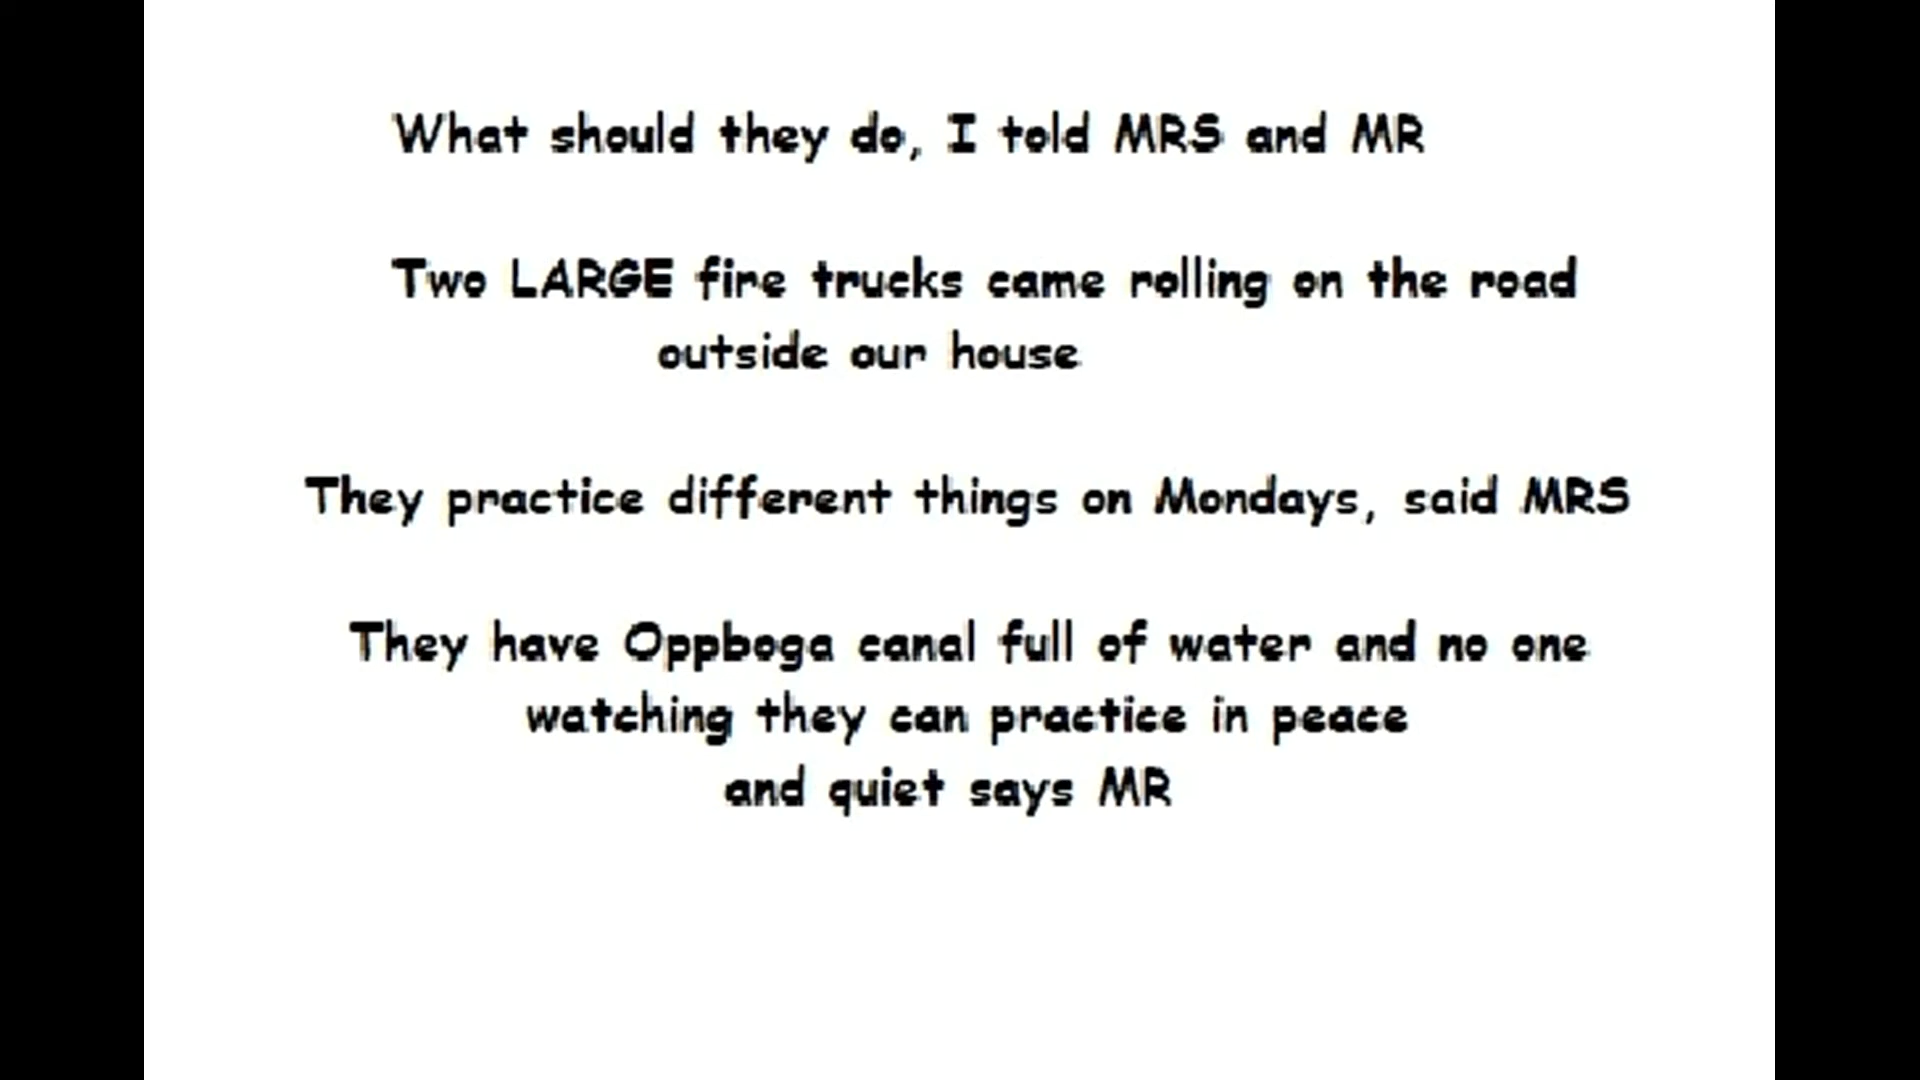 What should they do, I told MRS and MR
Two LARGE fire trucks came rolling on the road
outside our house
They practice different things on Mondays, said MRS
They have Oppboga canal full of water and no one
watching they can practice in peace
and quiet says MR